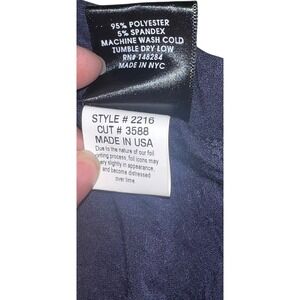 95% POLYESTER
5% SPANDEX
MACHINE WASH COLD
TUMBLE DRY LOW
RN# 148284
MADE IN NYC
STYLE # 2216
CUT # 3588
MADE IN USA
Due to the nature of our foil
printing process, foil icons may
vary slightly in appearance,
and become distressed
over time.